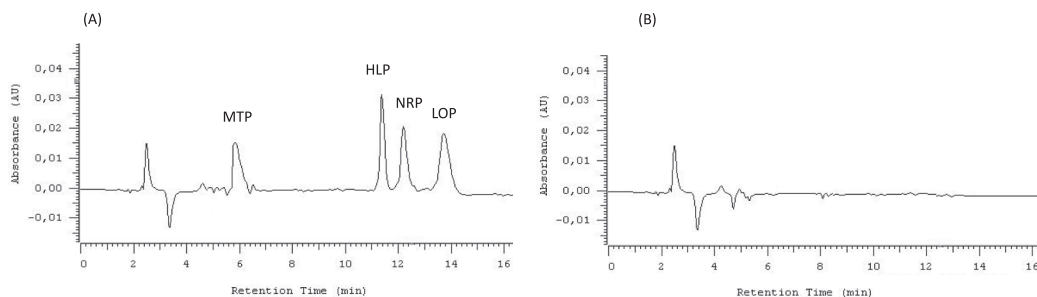 (A)
Absorbance (AU)
0,04
0,03
0,02
0,01
0,00
−0,01
MTP
HLP
NRP
LOP
0 2 4 6 8 10 12 14 16
Retention Time (min)
(B)
Absorbance (AU)
0,04
0,03
0,02
0,01
0,00
−0,01
0 2 4 6 8 10 12 14 16
Retention Time (min)